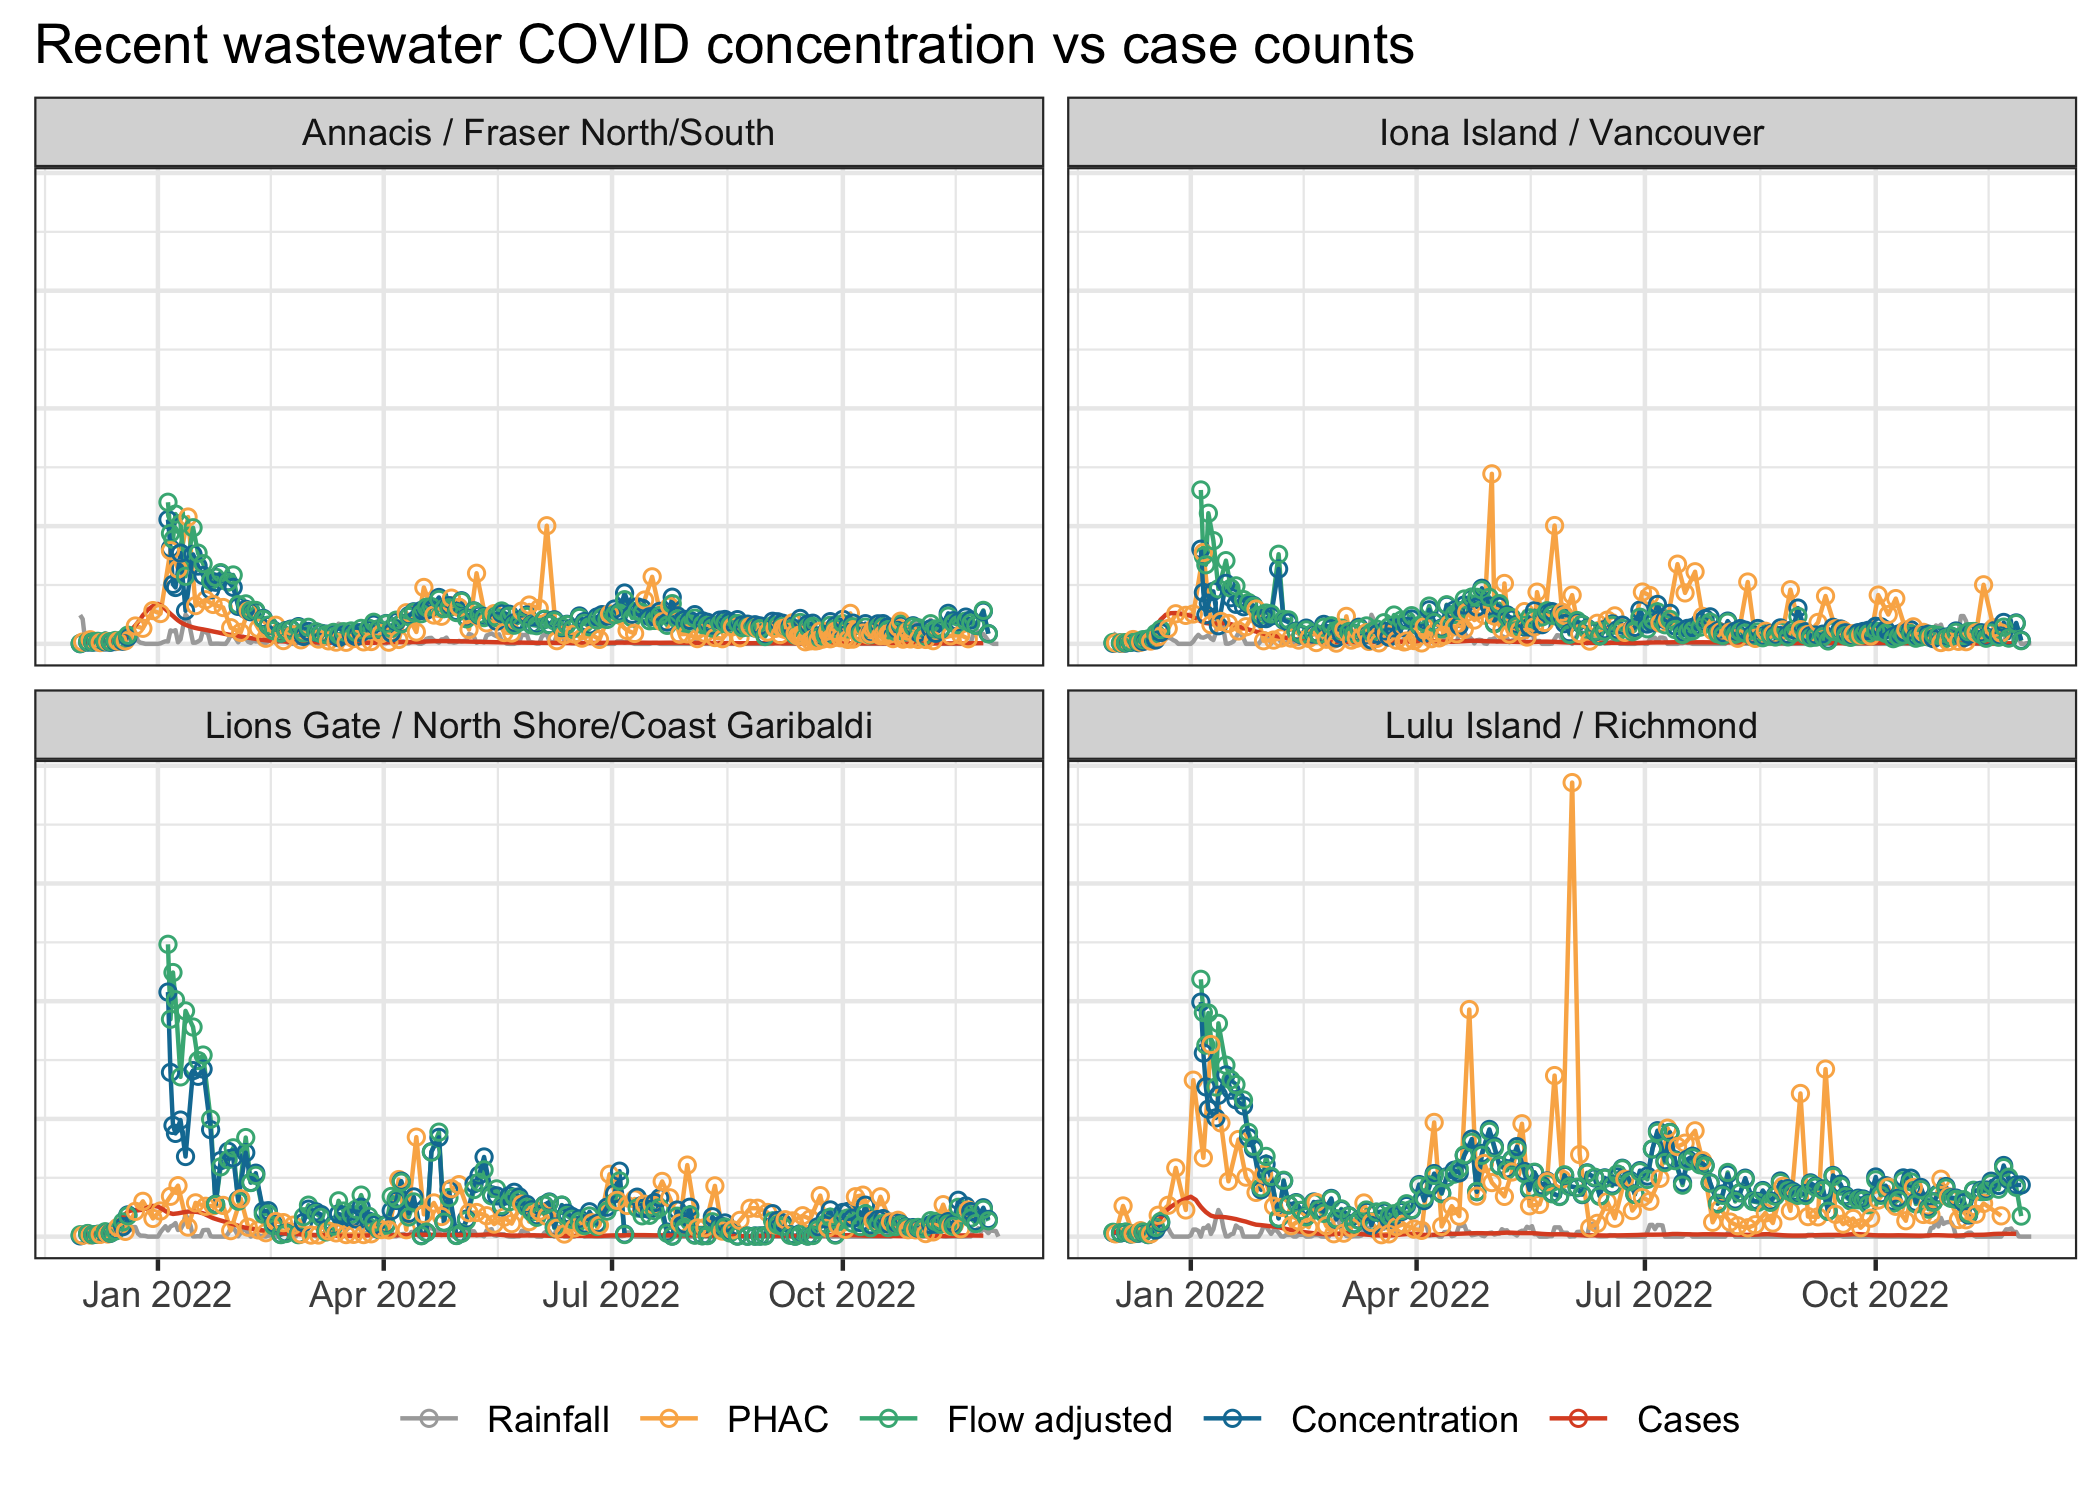 Recent wastewater COVID concentration vs case counts
Annacis / Fraser North/South
Iona Island / Vancouver
Lions Gate / North Shore/Coast Garibaldi
Lulu Island / Richmond
Jan 2022 Apr 2022 Jul 2022 Oct 2022
Jan 2022 Apr 2022 Jul 2022 Oct 2022
Rainfall PHAC Flow adjusted Concentration Cases